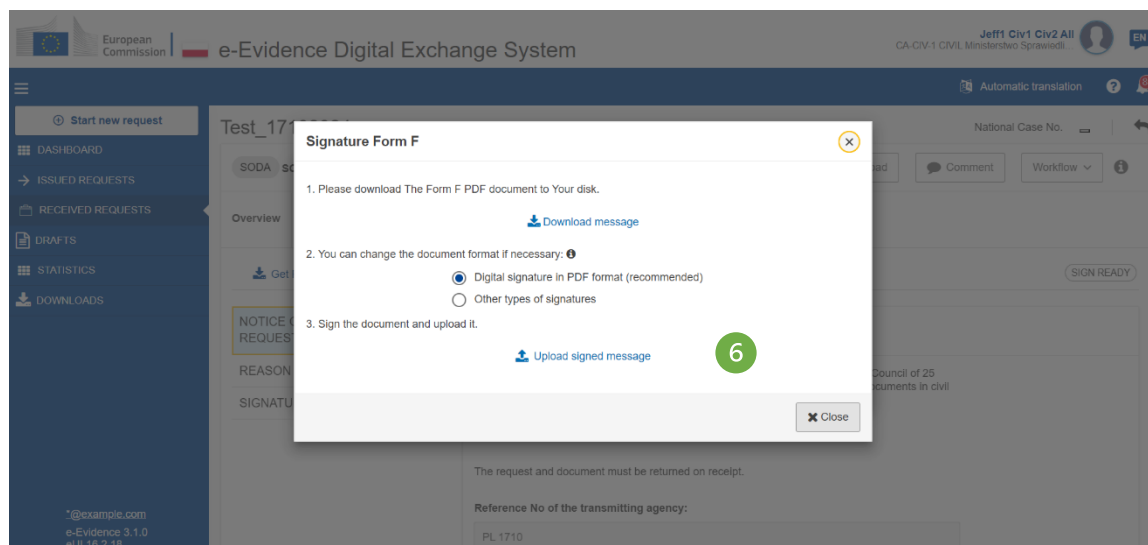 European
Commission
e-Evidence Digital Exchange System
Jeff1 Civ1 Civ2 All
CA-CIV-1 CIVIL Ministerstwo Sprawiedli...
EN
Automatic translation
8
Start new request
DASHBOARD
ISSUED REQUESTS
RECEIVED REQUESTS
DRAFTS
STATISTICS
DOWNLOADS
Test_171
National Case No.
SODA
Comment
Workflow
Overview
Get
SIGN READY
NOTICE
REQUEST
REASON
SIGNATU
Signature Form F
1. Please download The Form F PDF document to Your disk.
Download message
2. You can change the document format if necessary:
Digital signature in PDF format (recommended)
Other types of signatures
3. Sign the document and upload it.
Upload signed message
6
Close
Council of 25
ocuments in civil
The request and document must be returned on receipt.
Reference No of the transmitting agency:
PL 1710
*@example.com
e-Evidence 3.1.0